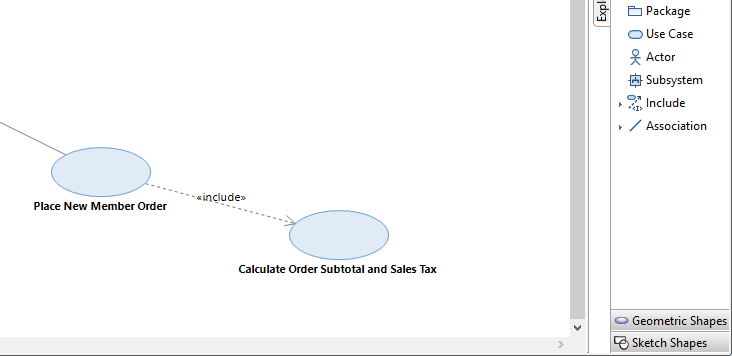 Expl
Package
Use Case
Actor
Subsystem
Include
Association
«include»
Place New Member Order
Calculate Order Subtotal and Sales Tax
Geometric Shapes
Sketch Shapes